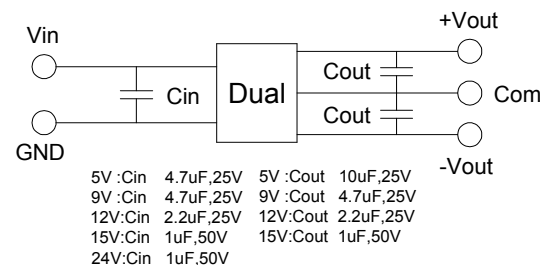 +Vout
Vin
Cout
Cin
Dual
Com
Cout
GND
-Vout
5V :Cin 4.7uF,25V 5V :Cout 10uF,25V
9V :Cin 4.7uF,25V 9V :Cout 4.7uF,25V
12V:Cin 2.2uF,25V 12V:Cout 2.2uF,25V
15V:Cin 1uF,50V 15V:Cout 1uF,50V
24V:Cin 1uF,50V